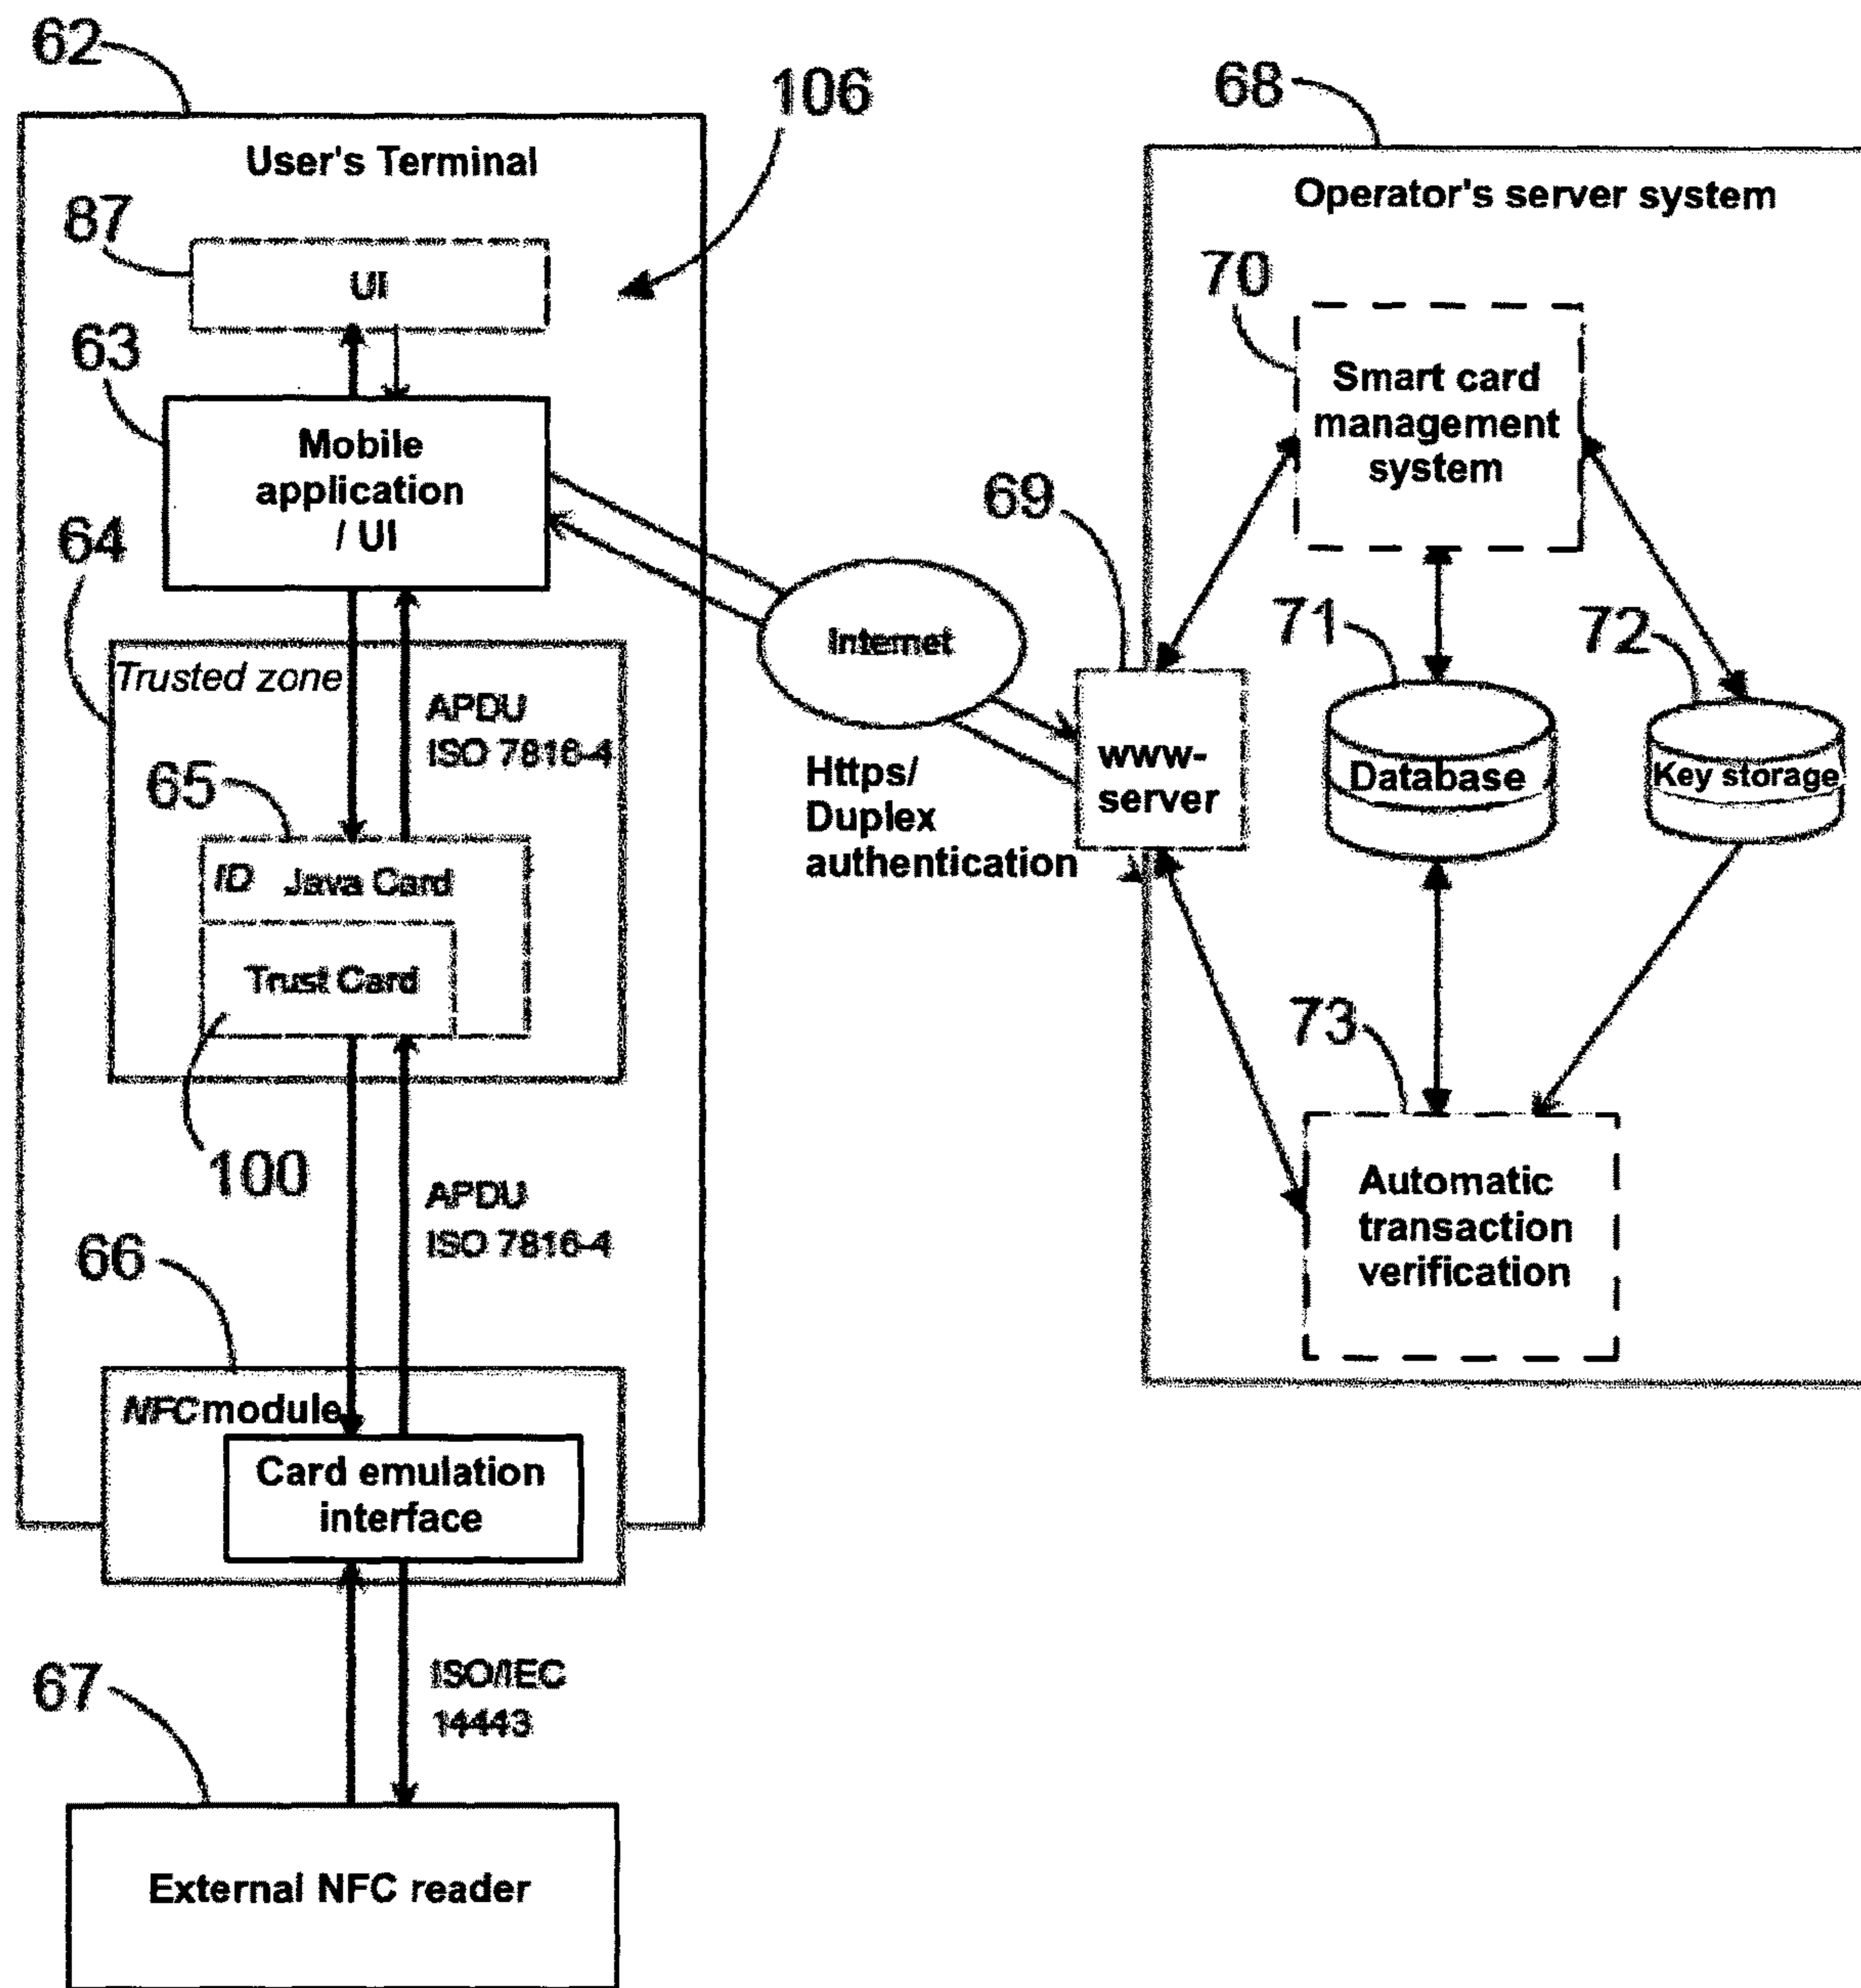 62
106
User's Terminal
87
UI
63
Mobile
application
/ UI
64
Trusted zone
APDU
ISO 7816-4
65
ID Java Card
Trust Card
100
APDU
ISO 7816-4
66
NFC module
Card emulation
interface
67
ISO/IEC
14443
External NFC reader
Internet
Https/
Duplex
authentication
68
Operator's server system
70
Smart card
management
system
69
www-
server
71
Database
72
Key storage
73
Automatic
transaction
verification